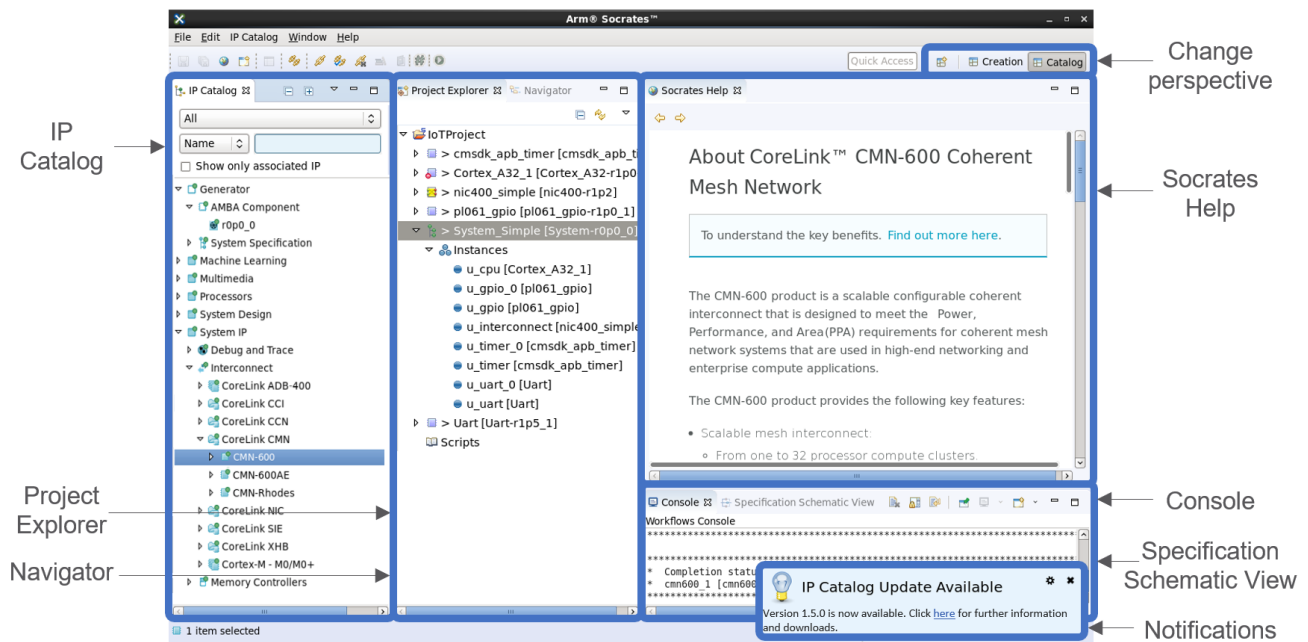 Arm® Socrates™
File Edit IP Catalog Window Help
Quick Access
Creation
Catalog
Change
perspective
IP Catalog
All
Name
Show only associated IP
Generator
AMBA Component
r0p0_0
System Specification
Machine Learning
Multimedia
Processors
System Design
System IP
Debug and Trace
Interconnect
CoreLink ADB-400
CoreLink CCI
CoreLink CCN
CoreLink CMN
CMN-600
CMN-600AE
CMN-Rhodes
CoreLink NIC
CoreLink SIE
CoreLink XHB
Cortex-M - M0/M0+
Memory Controllers
1 item selected
IP
Catalog
Project
Explorer
Navigator
Project Explorer
Navigator
IoTProject
> cmsdk_apb_timer [cmsdk_apb_ti
> Cortex_A32_1 [Cortex_A32-r1p0
> nic400_simple [nic400-r1p2]
> pl061_gpio [pl061_gpio-r1p0_1]
> System_Simple [System-r0p0_0]
Instances
u_cpu [Cortex_A32_1]
u_gpio_0 [pl061_gpio]
u_gpio [pl061_gpio]
u_interconnect [nic400_simple
u_timer_0 [cmsdk_apb_timer]
u_timer [cmsdk_apb_timer]
u_uart_0 [Uart]
u_uart [Uart]
> Uart [Uart-r1p5_1]
Scripts
Socrates Help
About CoreLink™ CMN-600 Coherent
Mesh Network
To understand the key benefits. Find out more here.
The CMN-600 product is a scalable configurable coherent
interconnect that is designed to meet the Power,
Performance, and Area(PPA) requirements for coherent mesh
network systems that are used in high-end networking and
enterprise compute applications.
The CMN-600 product provides the following key features:
Scalable mesh interconnect:
From one to 32 processor compute clusters.
Socrates
Help
Console
Specification Schematic View
Workflows Console
****************************************************************
****************************************************************
* Completion statu
* cmn600_1 [cmn600
IP Catalog Update Available
Version 1.5.0 is now available. Click here for further information
and downloads.
Console
Specification
Schematic View
Notifications